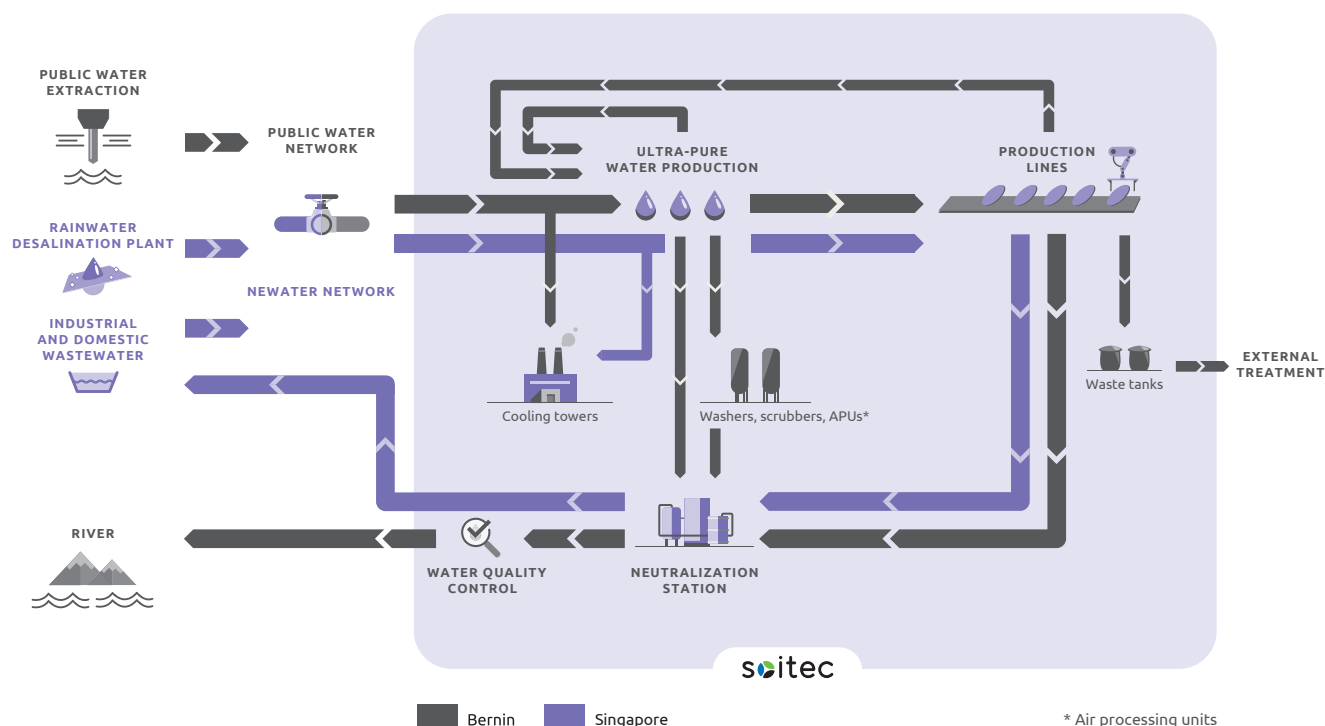 PUBLIC WATER
EXTRACTION
PUBLIC WATER
NETWORK
ULTRA-PURE
WATER PRODUCTION
PRODUCTION
LINES
RAINWATER
DESALINATION PLANT
NEWATER NETWORK
INDUSTRIAL
AND DOMESTIC
WASTEWATER
Cooling towers
Washers, scrubbers, APUs*
Waste tanks
EXTERNAL
TREATMENT
RIVER
WATER QUALITY
CONTROL
NEUTRALIZATION
STATION
soitec
Bernin
Singapore
* Air processing units